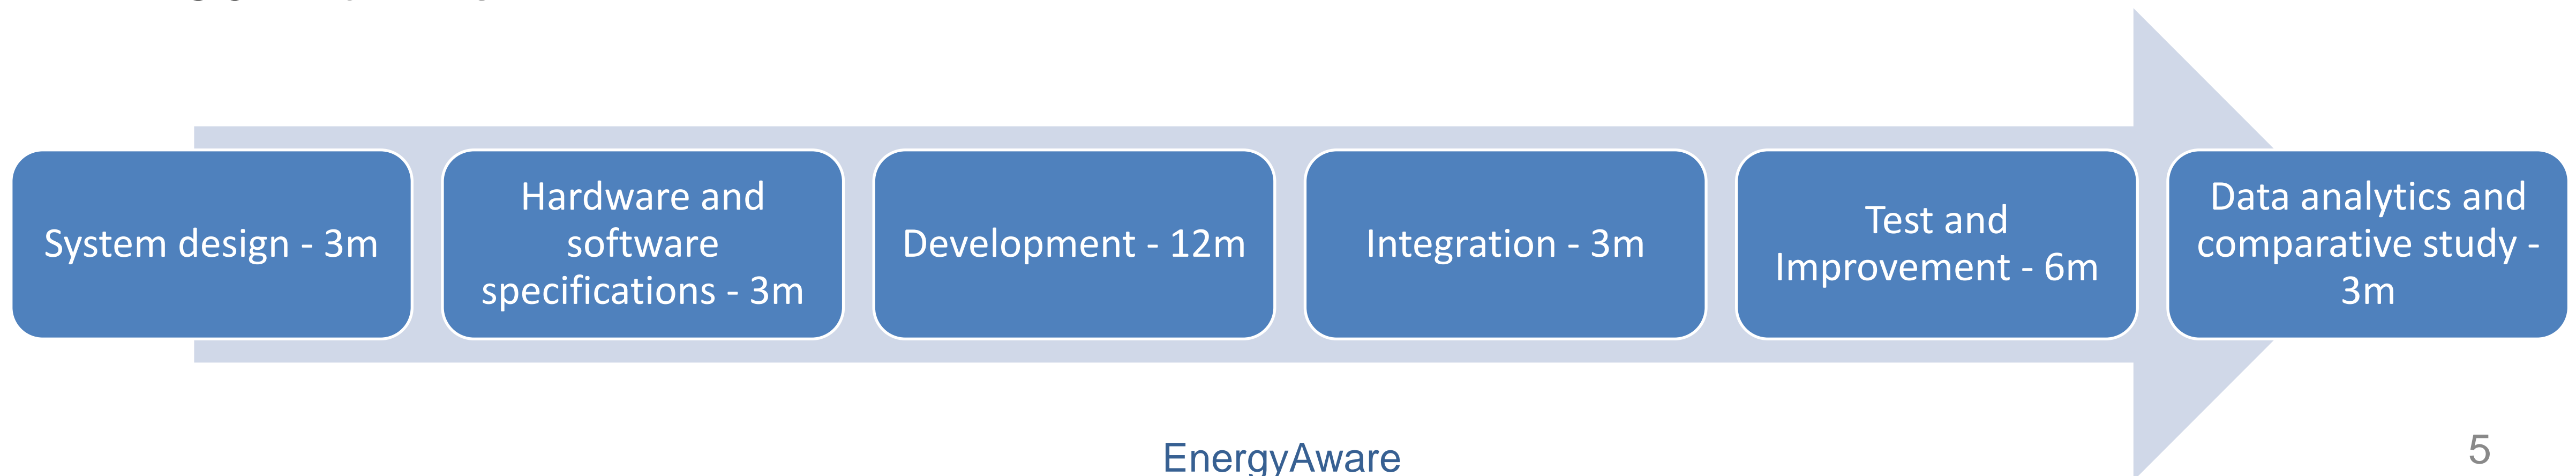 System design - 3m
Hardware and
software
specifications - 3m
Development - 12m
Integration - 3m
Test and
Improvement - 6m
Data analytics and
comparative study -
3m
EnergyAware
5